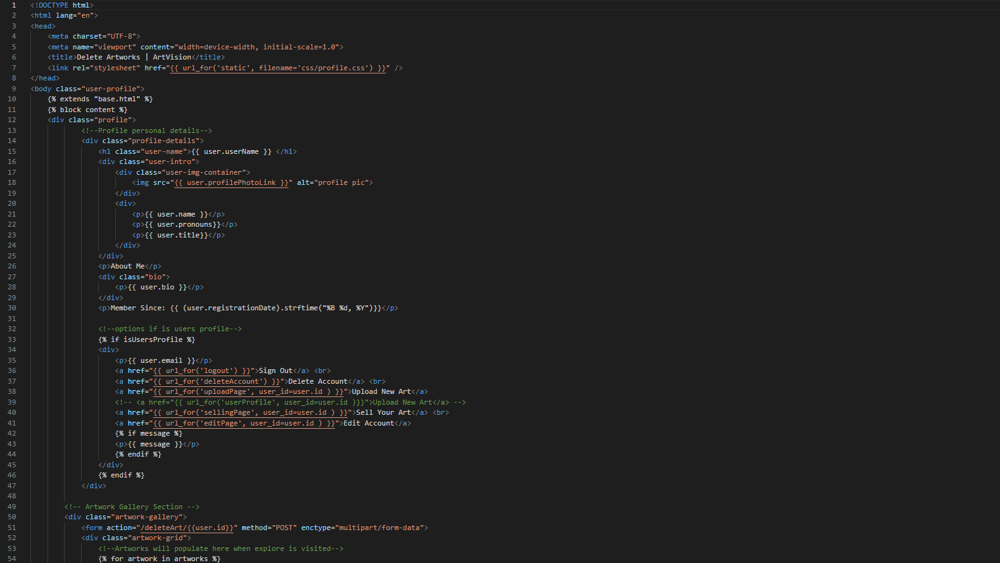 1 <!DOCTYPE html>
2 <html lang="en">
3 <head>
4     <meta charset="UTF-8">
5     <meta name="viewport" content="width=device-width, initial-scale=1.0">
6     <title>Delete Artworks | ArtVision</title>
7     <link rel="stylesheet" href="{{ url_for('static', filename='css/profile.css') }}" />
8 </head>
9 <body class="user-profile">
10     {% extends "base.html" %}
11     {% block content %}
12     <div class="profile">
13             <!--Profile personal details-->
14             <div class="profile-details">
15                 <h1 class="user-name">{{ user.userName }} </h1>
16                 <div class="user-intro">
17                     <div class="user-img-container">
18                         <img src="{{ user.profilePhotoLink }}" alt="profile pic">
19                     </div>
20                     <div>
21                         <p>{{ user.name }}</p>
22                         <p>{{ user.pronouns}}</p>
23                         <p>{{ user.title}}</p>
24                     </div>
25                 </div>
26                 <p>About Me</p>
27                 <div class="bio">
28                     <p>{{ user.bio }}</p>
29                 </div>
30                 <p>Member Since: {{ (user.registrationDate).strftime("%B %d, %Y")}}</p>
31
32                 <!--options if is users profile-->
33                 {% if isUsersProfile %}
34                 <div>
35                     <p>{{ user.email }}</p>
36                     <a href="{{ url_for('logout') }}">Sign Out</a> <br>
37                     <a href="{{ url_for('deleteAccount') }}">Delete Account</a> <br>
38                     <a href="{{ url_for('uploadPage', user_id=user.id ) }}">Upload New Art</a>
39                     <!-- <a href="{{ url_for('userProfile', user_id=user.id )}}">Upload New Art</a> -->
40                     <a href="{{ url_for('sellingPage', user_id=user.id ) }}">Sell Your Art</a> <br>
41                     <a href="{{ url_for('editPage', user_id=user.id ) }}">Edit Account</a>
42                     {% if message %}
43                     <p>{{ message }}</p>
44                     {% endif %}
45                 </div>
46                 {% endif %}
47             </div>
48
49         <!-- Artwork Gallery Section -->
50         <div class="artwork-gallery">
51             <form action="/deleteArt/{{user.id}}" method="POST" enctype="multipart/form-data">
52             <div class="artwork-grid">
53                 <!--Artworks will populate here when explore is visited-->
54                 {% for artwork in artworks %}